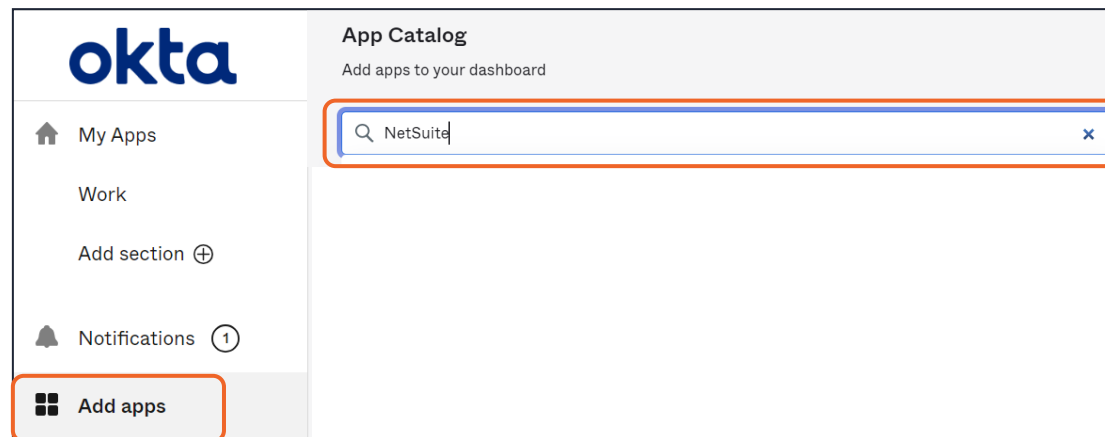 okta
My Apps
Work
Add section
Notifications 1
Add apps
App Catalog
Add apps to your dashboard
NetSuite